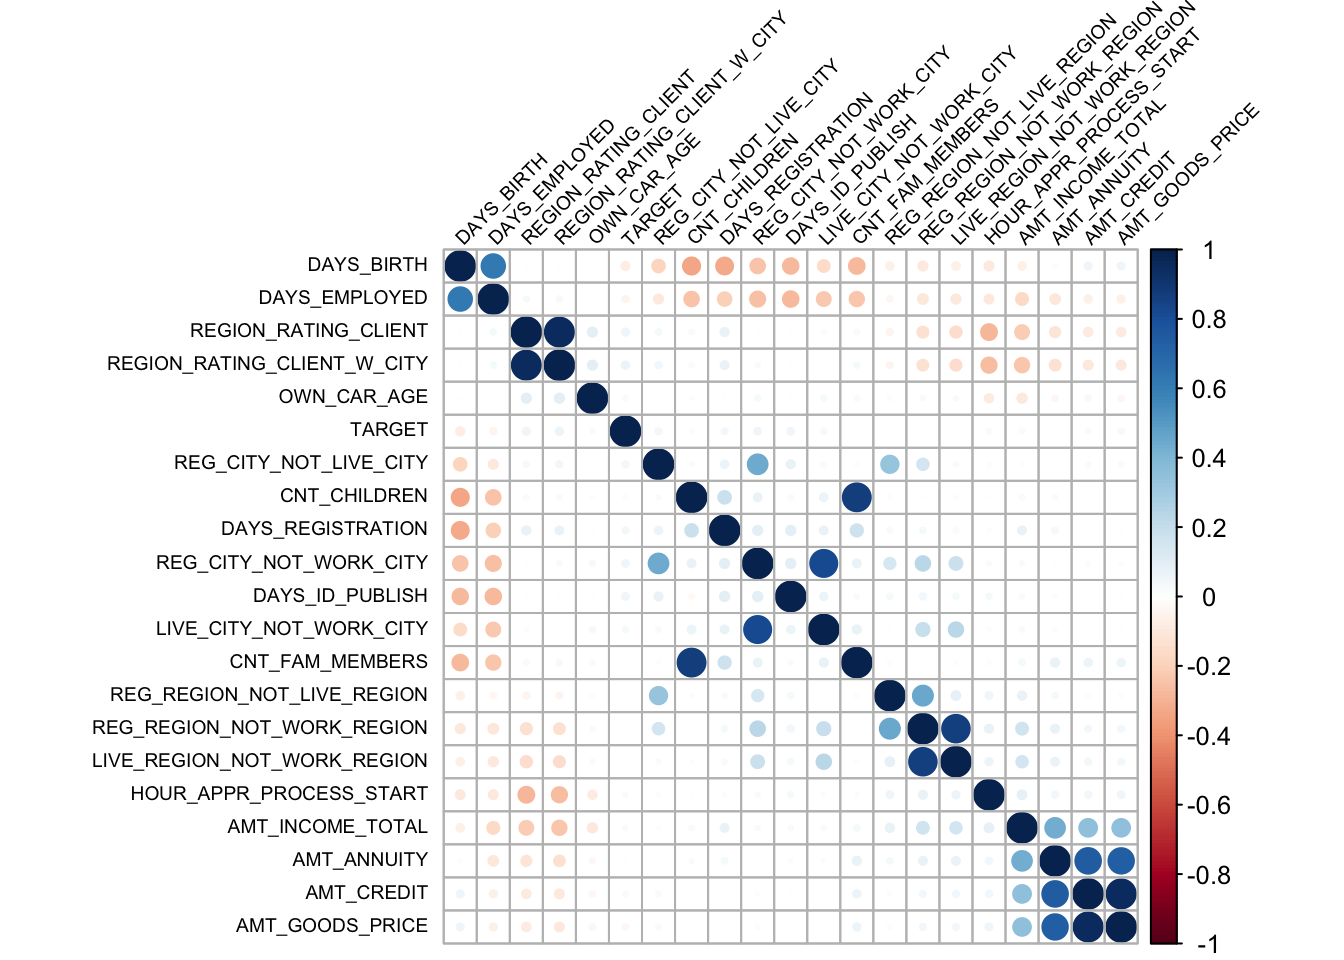 DAYS_BIRTH
DAYS_EMPLOYED
REGION_RATING_CLIENT
REGION_RATING_CLIENT_W_CITY
OWN_CAR_AGE
TARGET
REG_CITY_NOT_LIVE_CITY
CNT_CHILDREN
DAYS_REGISTRATION
REG_CITY_NOT_WORK_CITY
DAYS_ID_PUBLISH
LIVE_CITY_NOT_WORK_CITY
CNT_FAM_MEMBERS
REG_REGION_NOT_LIVE_REGION
REG_REGION_NOT_WORK_REGION
LIVE_REGION_NOT_WORK_REGION
HOUR_APPR_PROCESS_START
AMT_INCOME_TOTAL
AMT_ANNUITY
AMT_CREDIT
AMT_GOODS_PRICE
DAYS_BIRTH
DAYS_EMPLOYED
REGION_RATING_CLIENT
REGION_RATING_CLIENT_W_CITY
OWN_CAR_AGE
TARGET
REG_CITY_NOT_LIVE_CITY
CNT_CHILDREN
DAYS_REGISTRATION
REG_CITY_NOT_WORK_CITY
DAYS_ID_PUBLISH
LIVE_CITY_NOT_WORK_CITY
CNT_FAM_MEMBERS
REG_REGION_NOT_LIVE_REGION
REG_REGION_NOT_WORK_REGION
LIVE_REGION_NOT_WORK_REGION
HOUR_APPR_PROCESS_START
AMT_INCOME_TOTAL
AMT_ANNUITY
AMT_CREDIT
AMT_GOODS_PRICE
1
0.8
0.6
0.4
0.2
0
-0.2
-0.4
-0.6
-0.8
-1